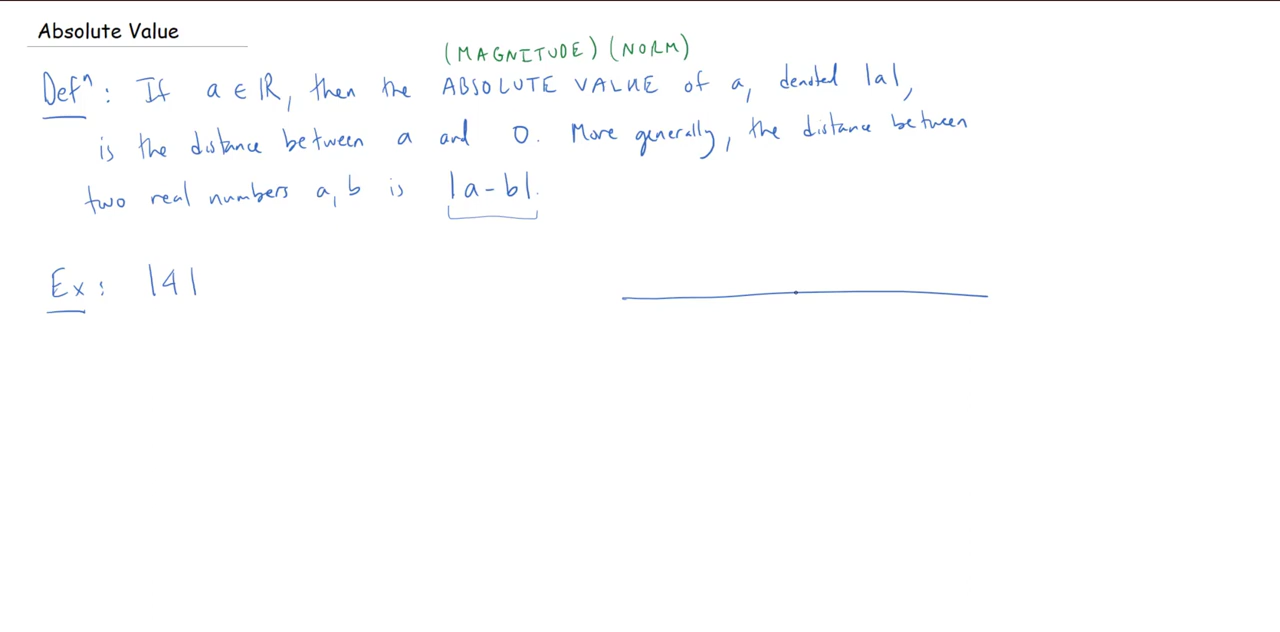 Absolute Value
(MAGNITUDE) (NORM)
Defⁿ: If a ∈ ℝ, then the ABSOLUTE VALUE of a, denoted |a|,
is the distance between a and 0. More generally, the distance between
two real numbers a, b is |a-b|.
Ex: |4|